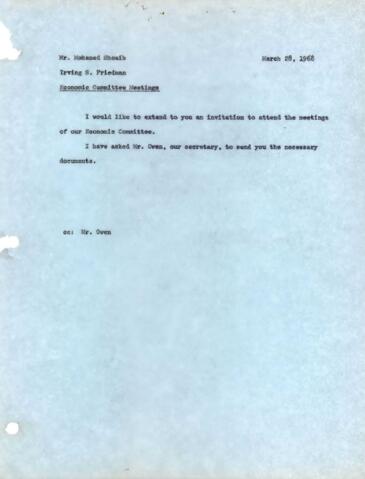 Mr. Mohamed Shoaib March 28, 1968
Irving S. Friedman
Economic Committee Meetings
I would like to extend to you an invitation to attend the meetings
of our Economic Committee.
I have asked Mr. Owen, our secretary, to send you the necessary
documents.
cc: Mr. Owen